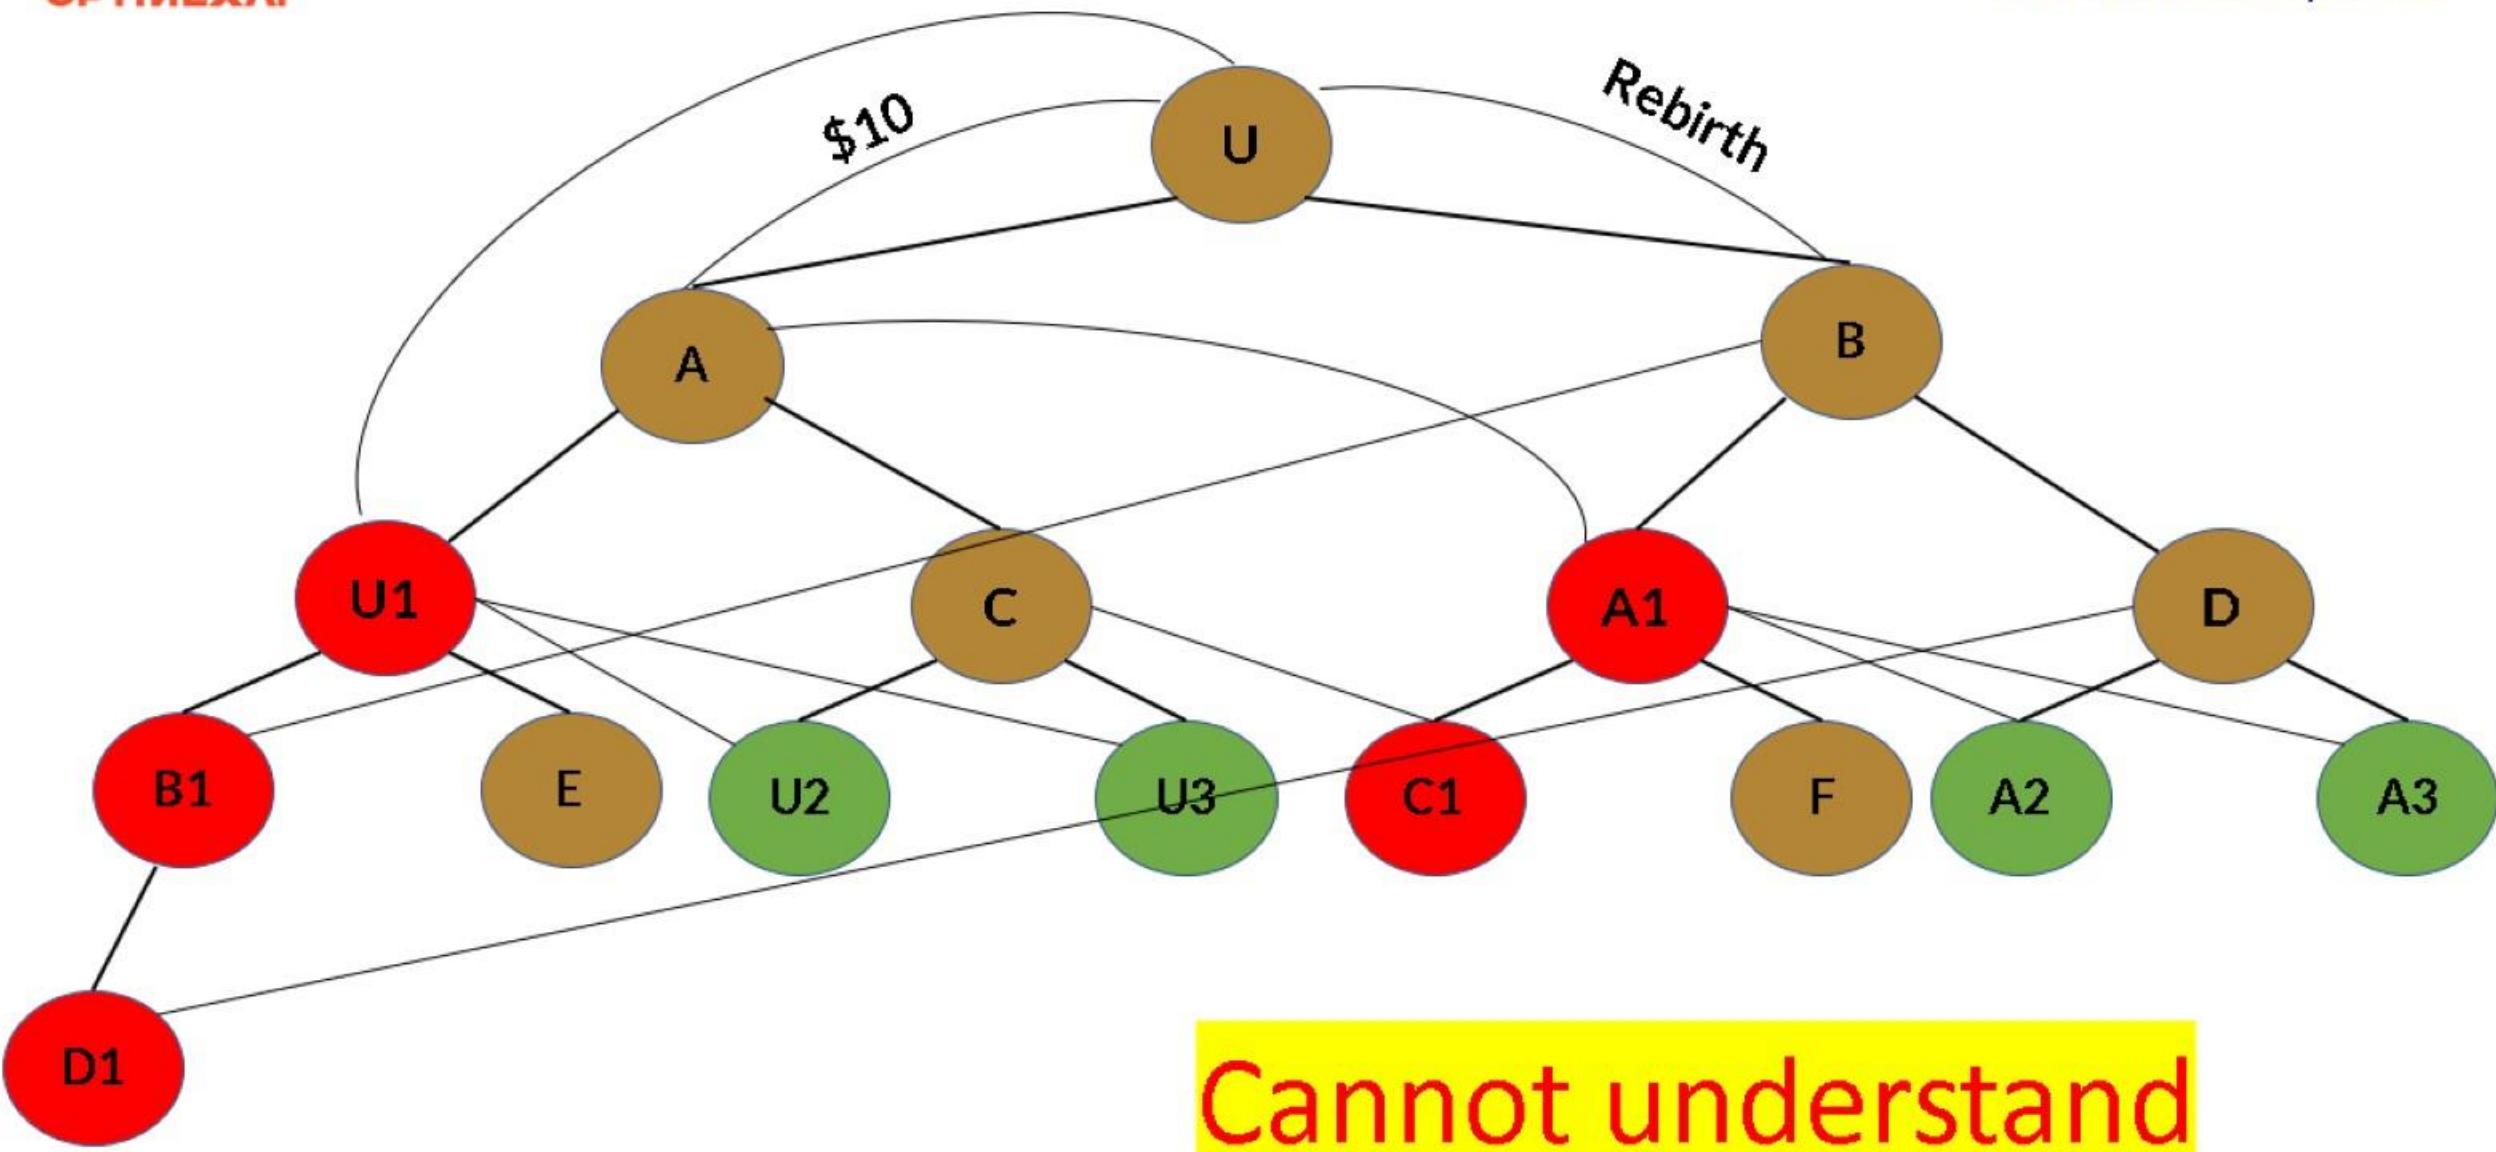 $10
Rebirth
U
A
B
U1
C
A1
D
B1
E
U2
U3
C1
F
A2
A3
D1
Cannot understand